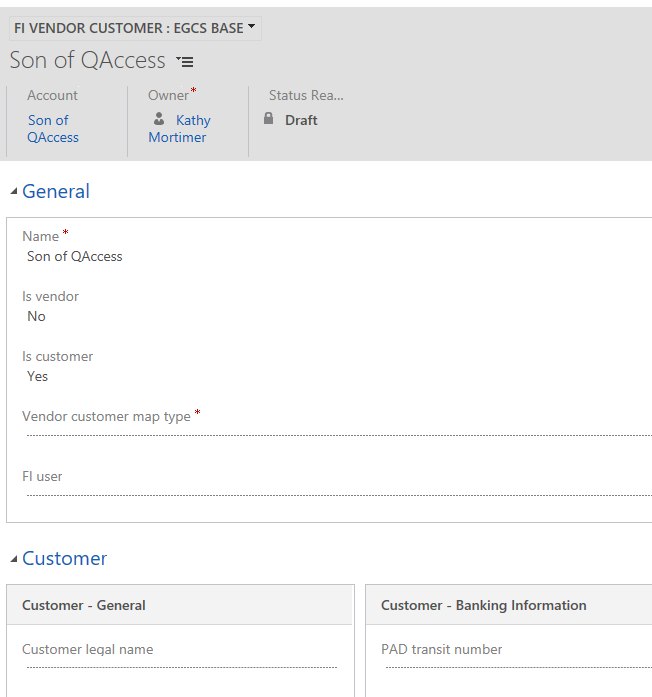 FI VENDOR CUSTOMER : EGCS BASE
Son of QAccess
Account
Owner*
Status Rea...
Son of
QAccess
Kathy
Mortimer
Draft
General
Name *
Son of QAccess
Is vendor
No
Is customer
Yes
Vendor customer map type *
FI user
Customer
Customer - General
Customer - Banking Information
Customer legal name
PAD transit number